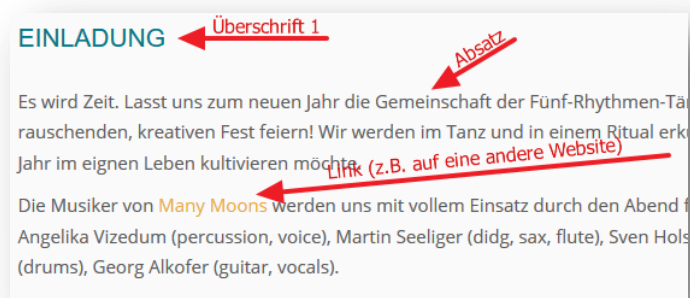 EINLADUNG
Überschrift 1
Absatz
Es wird Zeit. Lasst uns zum neuen Jahr die Gemeinschaft der Fünf-Rhythmen-Tä
rauschenden, kreativen Fest feiern! Wir werden im Tanz und in einem Ritual erk
Jahr im eignen Leben kultivieren möchte.
Link (z.B. auf eine andere Website)
Die Musiker von Many Moons werden uns mit vollem Einsatz durch den Abend f
Angelika Vizedum (percussion, voice), Martin Seeliger (didg, sax, flute), Sven Hols
(drums), Georg Alkofer (guitar, vocals).